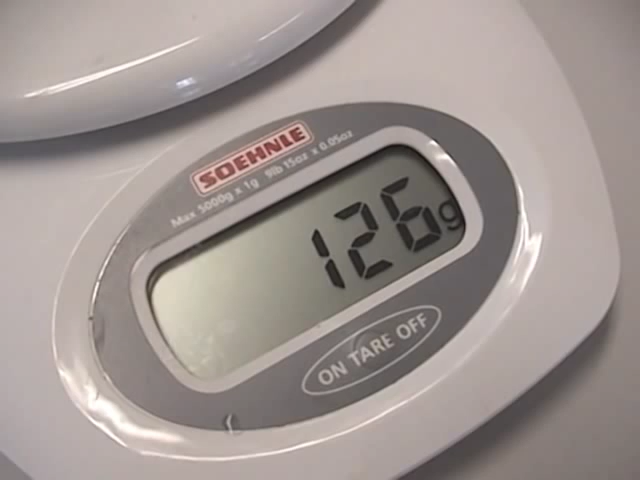 SOEHNLE
Max 5000g x 1g 9lb 15oz x 0.05oz
126g
ON TARE OFF